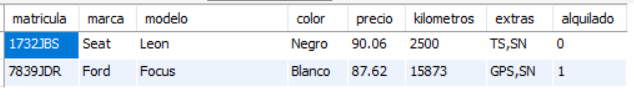 matricula marca modelo color precio kilometros extras alquilado
1732JBS Seat Leon Negro 90.06 2500 TS,SN 0
7839JDR Ford Focus Blanco 87.62 15873 GPS,SN 1